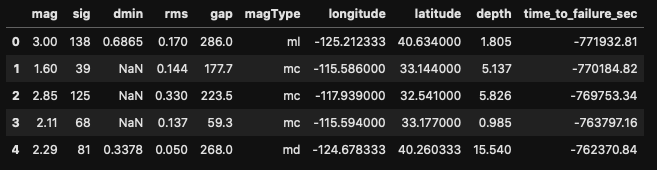 mag sig dmin rms gap magType longitude latitude depth time_to_failure_sec
0 3.00 138 0.6865 0.170 286.0 ml -125.212333 40.634000 1.805 -771932.81
1 1.60 39 NaN 0.144 177.7 mc -115.586000 33.144000 5.137 -770184.82
2 2.85 125 NaN 0.330 223.5 mc -117.939000 32.541000 5.826 -769753.34
3 2.11 68 NaN 0.137 59.3 mc -115.594000 33.177000 0.985 -763797.16
4 2.29 81 0.3378 0.050 268.0 md -124.678333 40.260333 15.540 -762370.84